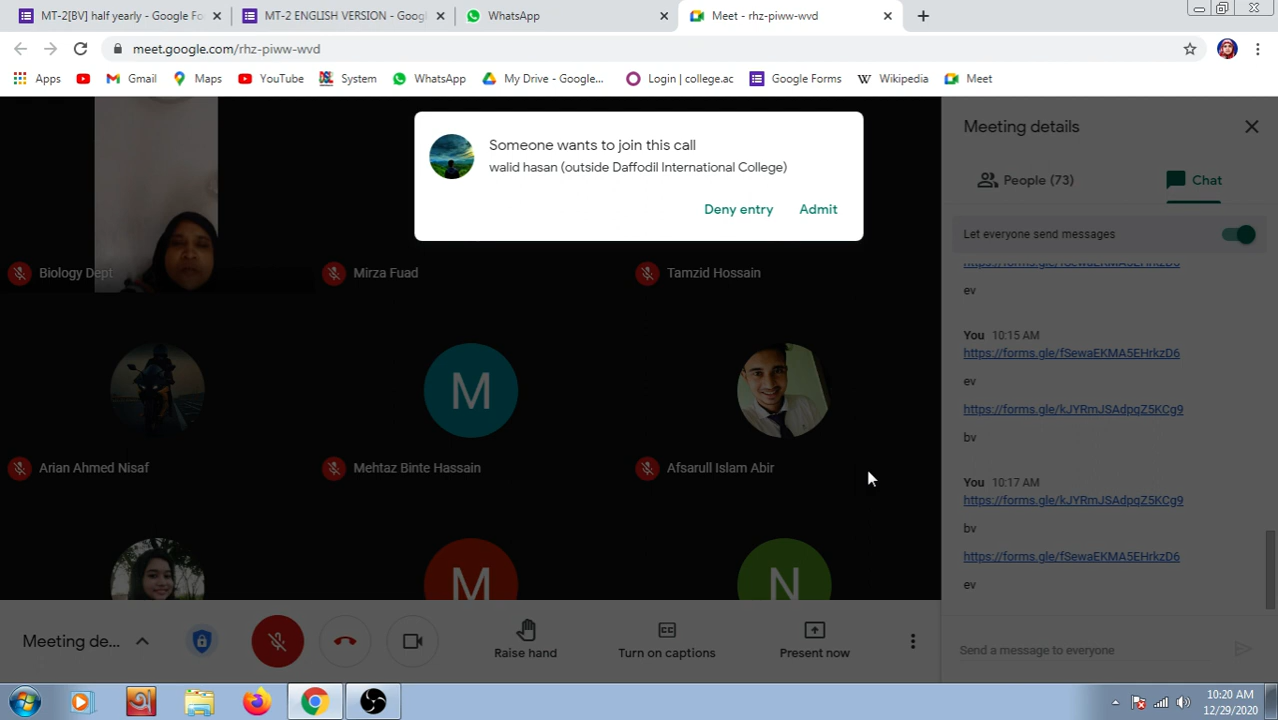 MT-2[BV] half yearly - Google Fo
MT-2 ENGLISH VERSION - Googl
WhatsApp
Meet - rhz-piww-wvd
meet.google.com/rhz-piww-wvd
Apps
Gmail
Maps
YouTube
System
WhatsApp
My Drive - Google...
Login | college.ac
Google Forms
Wikipedia
Meet
Someone wants to join this call
walid hasan (outside Daffodil International College)
Deny entry
Admit
Biology Dept
Mirza Fuad
Tamzid Hossain
M
Arian Ahmed Nisaf
Mehtaz Binte Hassain
Afsarull Islam Abir
M
N
Meeting details
People (73)
Chat
Let everyone send messages
https://forms.gle/fSewaEKMA5EHrkzD6
ev
You 10:15 AM
https://forms.gle/fSewaEKMA5EHrkzD6
ev
https://forms.gle/kJYRmJSAdpqZ5KCg9
bv
You 10:17 AM
https://forms.gle/kJYRmJSAdpqZ5KCg9
bv
https://forms.gle/fSewaEKMA5EHrkzD6
ev
Send a message to everyone
Meeting de...
Raise hand
CC
Turn on captions
Present now
অ
10:20 AM
12/29/2020